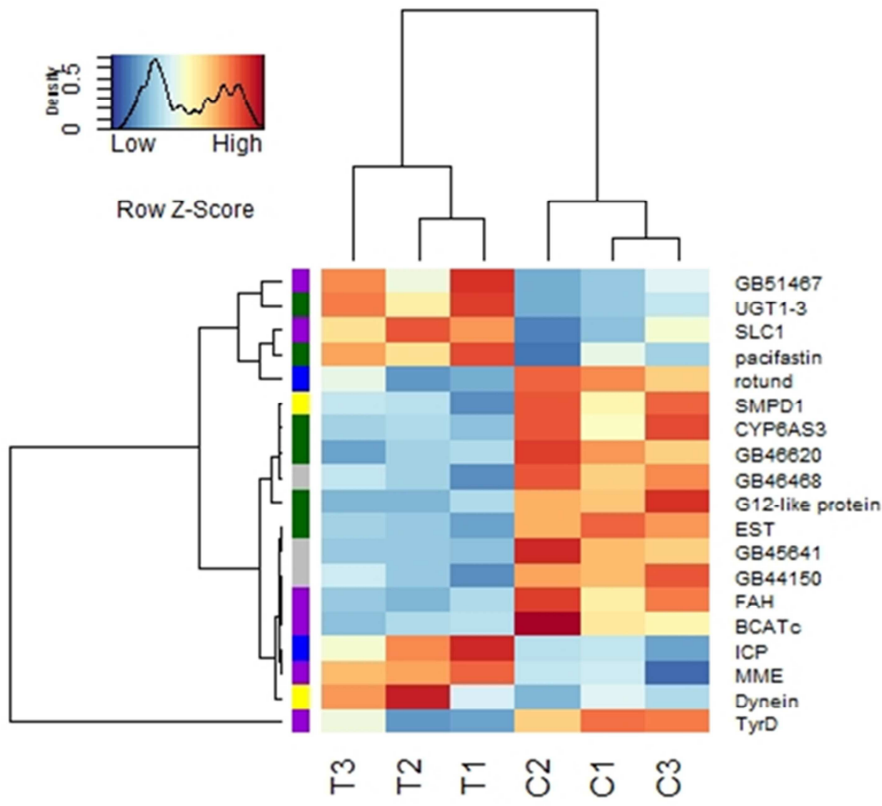 Density
0 0.5
Low High
Row Z-Score
GB51467
UGT1-3
SLC1
pacifastin
rotund
SMPD1
CYP6AS3
GB46620
GB46468
G12-like protein
EST
GB45641
GB44150
FAH
BCATc
ICP
MME
Dynein
TyrD
T3 T2 T1 C2 C1 C3